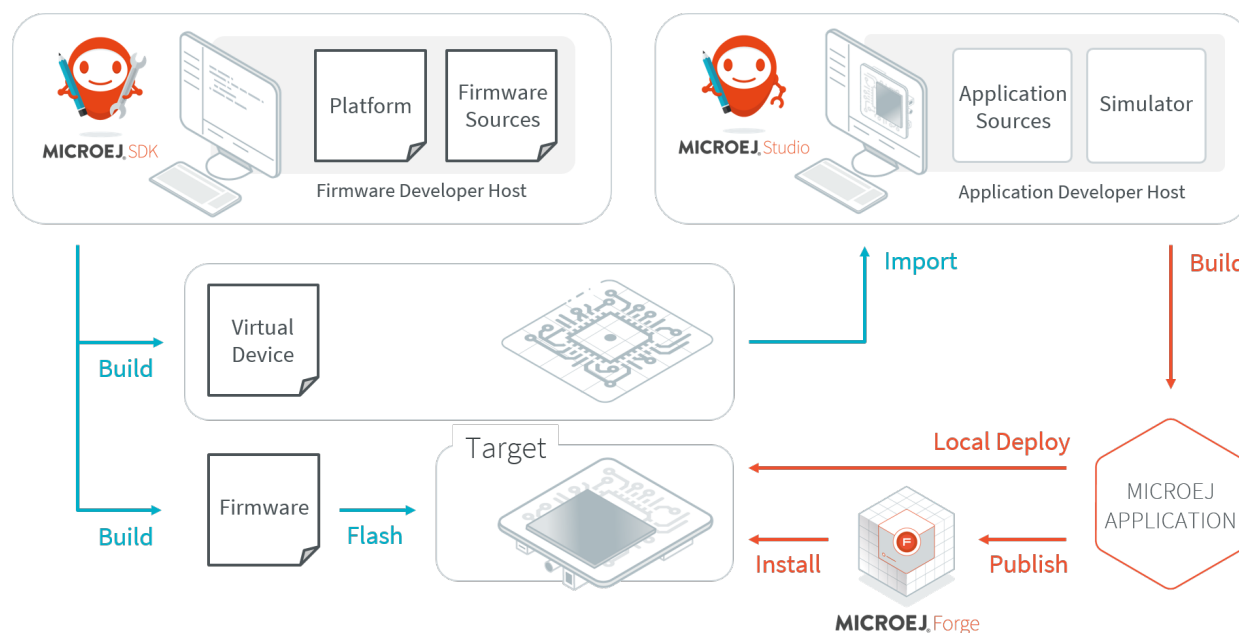 Platform
Firmware
Sources
MICROEJ® SDK
Firmware Developer Host
Application
Sources
Simulator
MICROEJ® Studio
Application Developer Host
Import
Build
Virtual
Device
Build
Target
Local Deploy
Firmware
Build
Flash
MICROEJ
APPLICATION
F
Install
Publish
MICROEJ® Forge